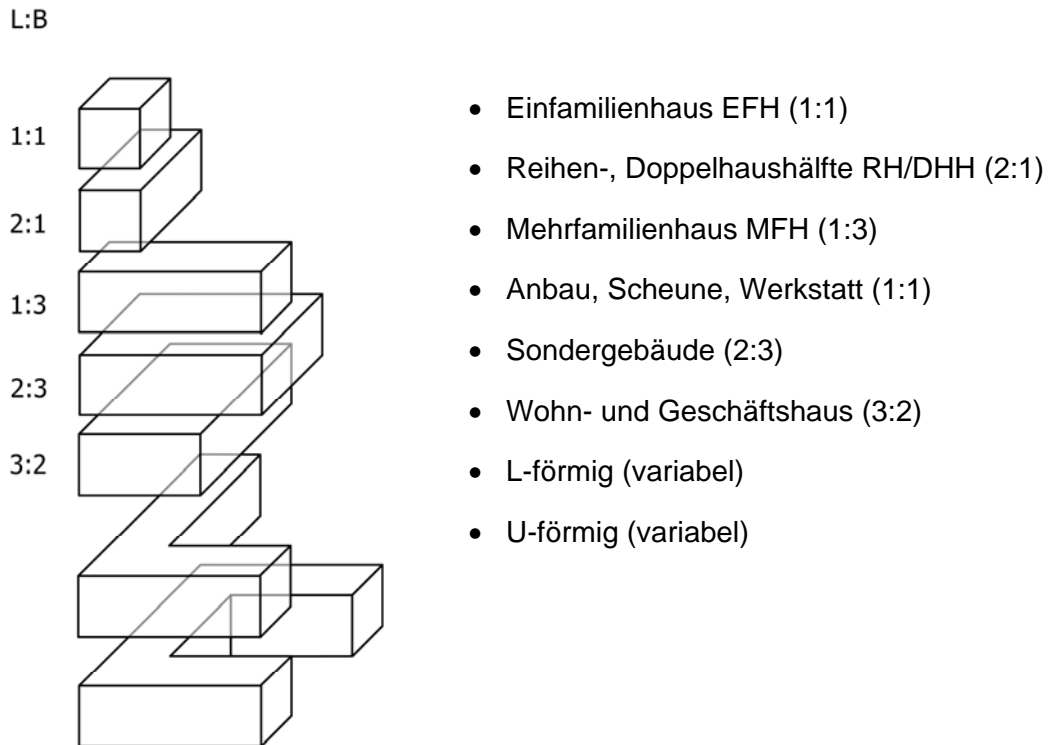 L:B
1:1
2:1
1:3
2:3
3:2
• Einfamilienhaus EFH (1:1)
• Reihen-, Doppelhaushälfte RH/DHH (2:1)
• Mehrfamilienhaus MFH (1:3)
• Anbau, Scheune, Werkstatt (1:1)
• Sondergebäude (2:3)
• Wohn- und Geschäftshaus (3:2)
• L-förmig (variabel)
• U-förmig (variabel)